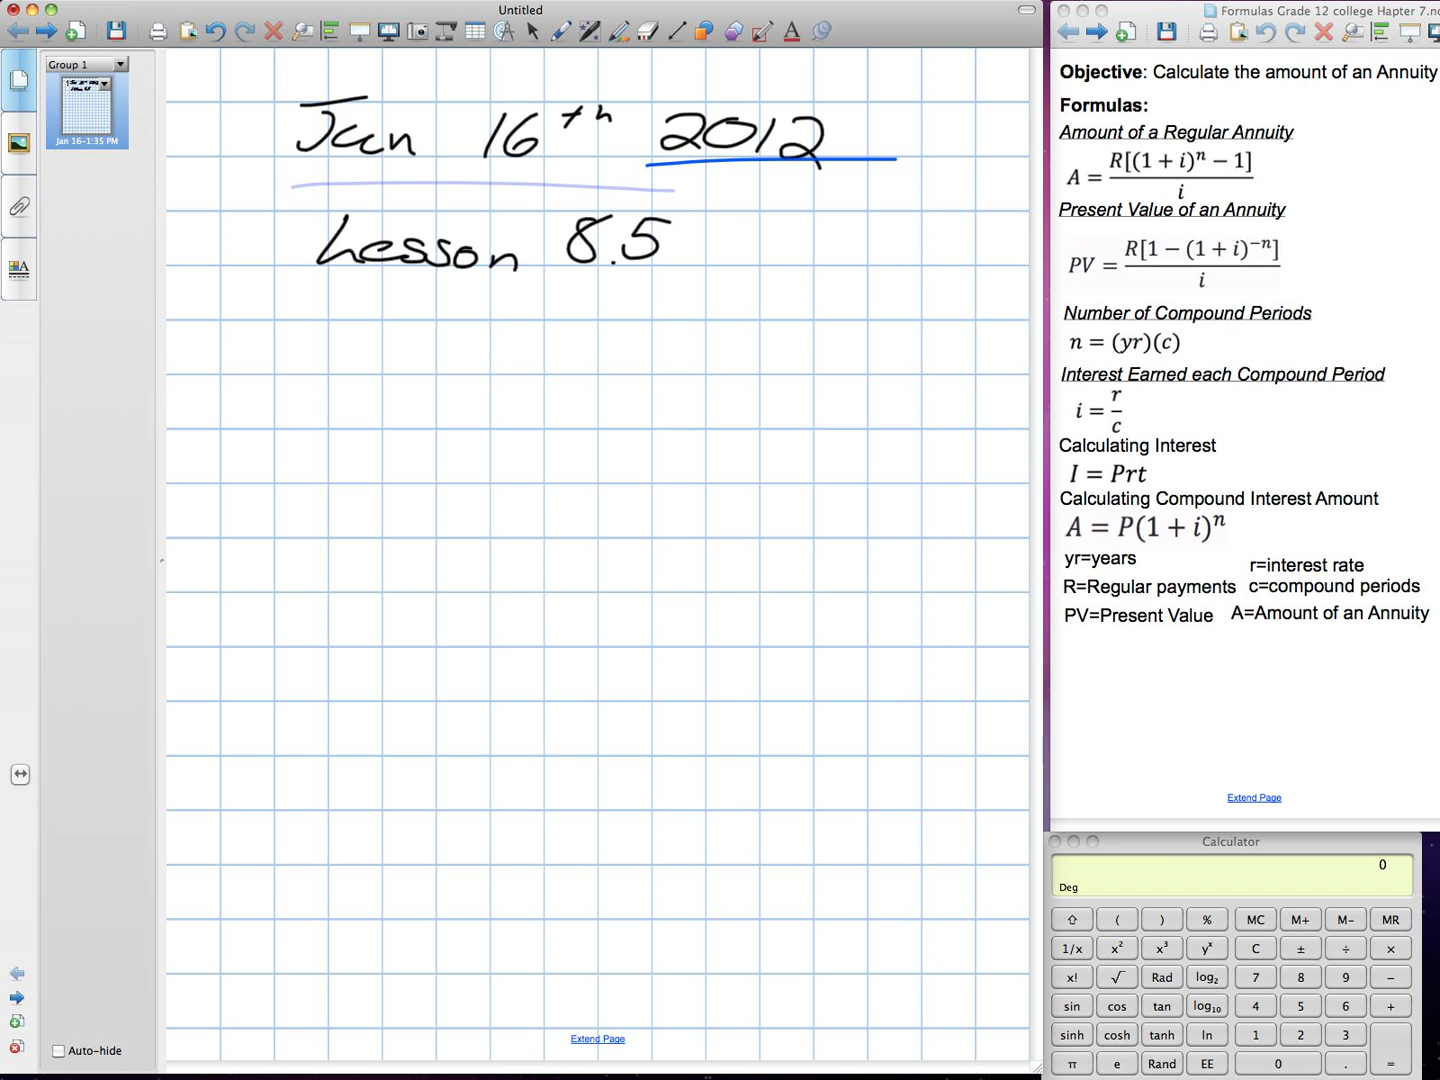 Untitled
Group 1
Jan 16-1:35 PM
Jan 16th 2012
Lesson 8.5
Extend Page
Auto-hide
Formulas Grade 12 college Hapter 7.no
Objective: Calculate the amount of an Annuity
Formulas:
Amount of a Regular Annuity
A = R[(1 + i)ⁿ − 1] / i
Present Value of an Annuity
PV = R[1 − (1 + i)⁻ⁿ] / i
Number of Compound Periods
n = (yr)(c)
Interest Earned each Compound Period
i = r / c
Calculating Interest
I = Prt
Calculating Compound Interest Amount
A = P(1 + i)ⁿ
yr=years
r=interest rate
R=Regular payments c=compound periods
PV=Present Value A=Amount of an Annuity
Extend Page
Calculator
0
Deg
( ) % MC M+ M- MR
1/x x² x³ yˣ C ± ÷ ×
x! √ Rad log₂ 7 8 9 −
sin cos tan log₁₀ 4 5 6 +
sinh cosh tanh ln 1 2 3
π e Rand EE 0 . =